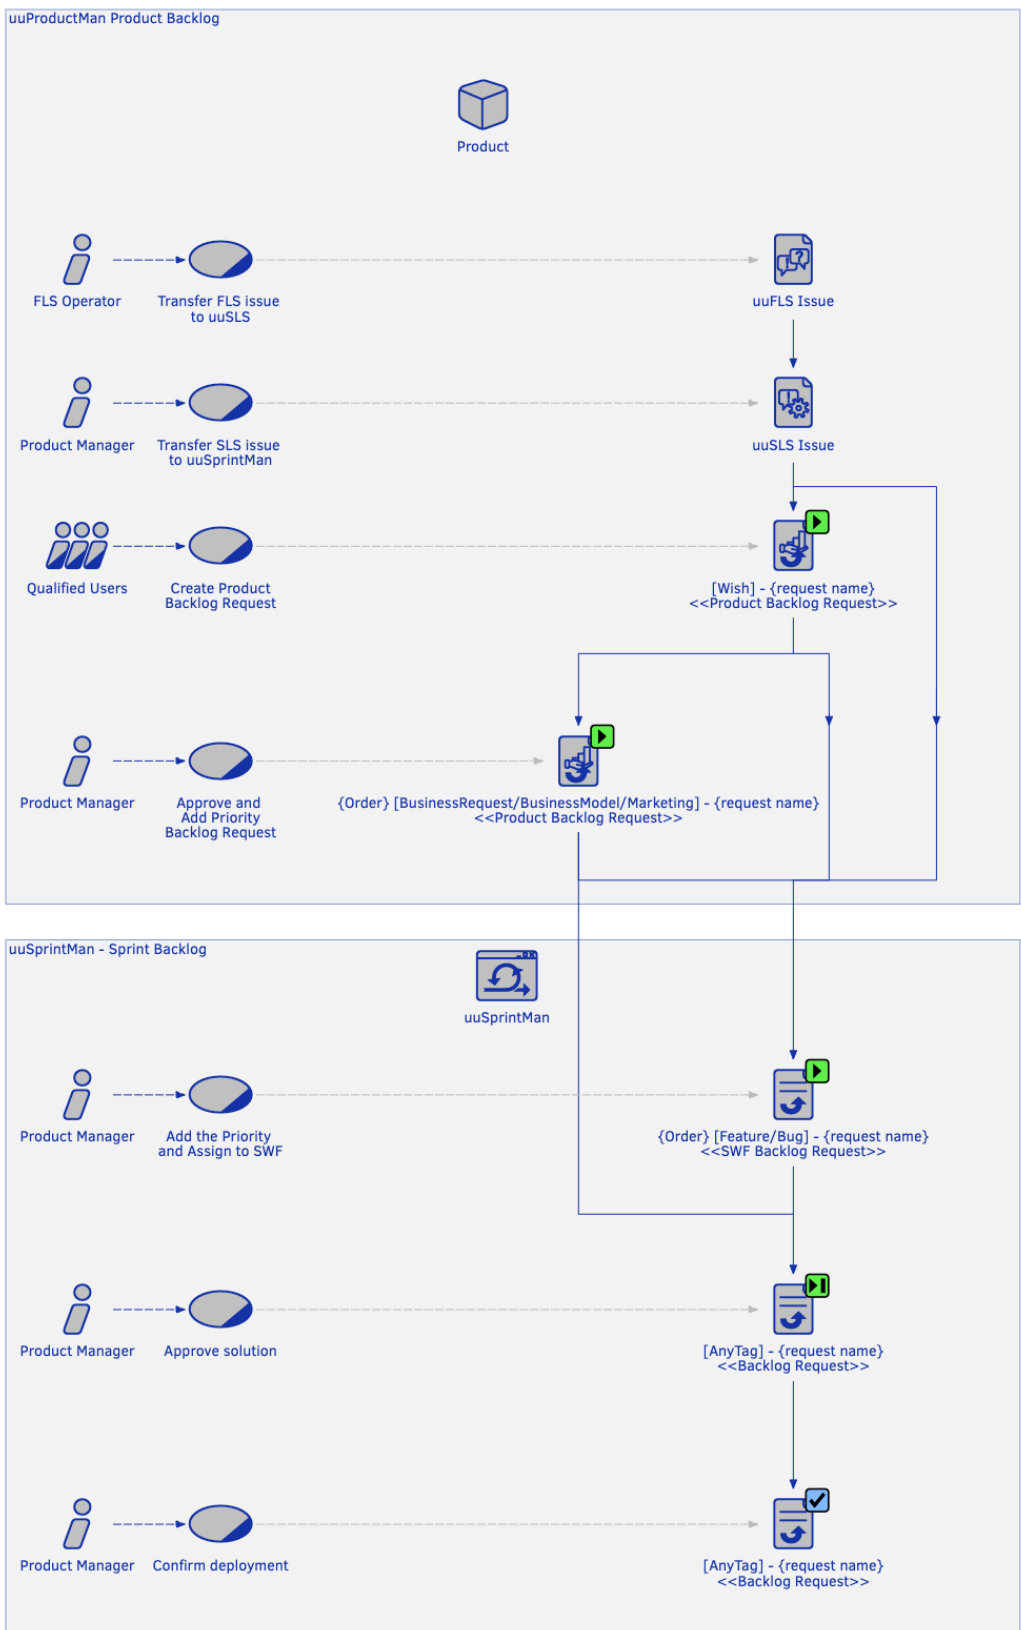 uuProductMan Product Backlog
Product
FLS Operator
Transfer FLS issue
to uuSLS
uuFLS Issue
Product Manager
Transfer SLS issue
to uuSprintMan
uuSLS Issue
Qualified Users
Create Product
Backlog Request
[Wish] - {request name}
<<Product Backlog Request>>
Product Manager
Approve and
Add Priority
Backlog Request
{Order} [BusinessRequest/BusinessModel/Marketing] - {request name}
<<Product Backlog Request>>
uuSprintMan - Sprint Backlog
uuSprintMan
Product Manager
Add the Priority
and Assign to SWF
{Order} [Feature/Bug] - {request name}
<<SWF Backlog Request>>
Product Manager
Approve solution
[AnyTag] - {request name}
<<Backlog Request>>
Product Manager
Confirm deployment
[AnyTag] - {request name}
<<Backlog Request>>